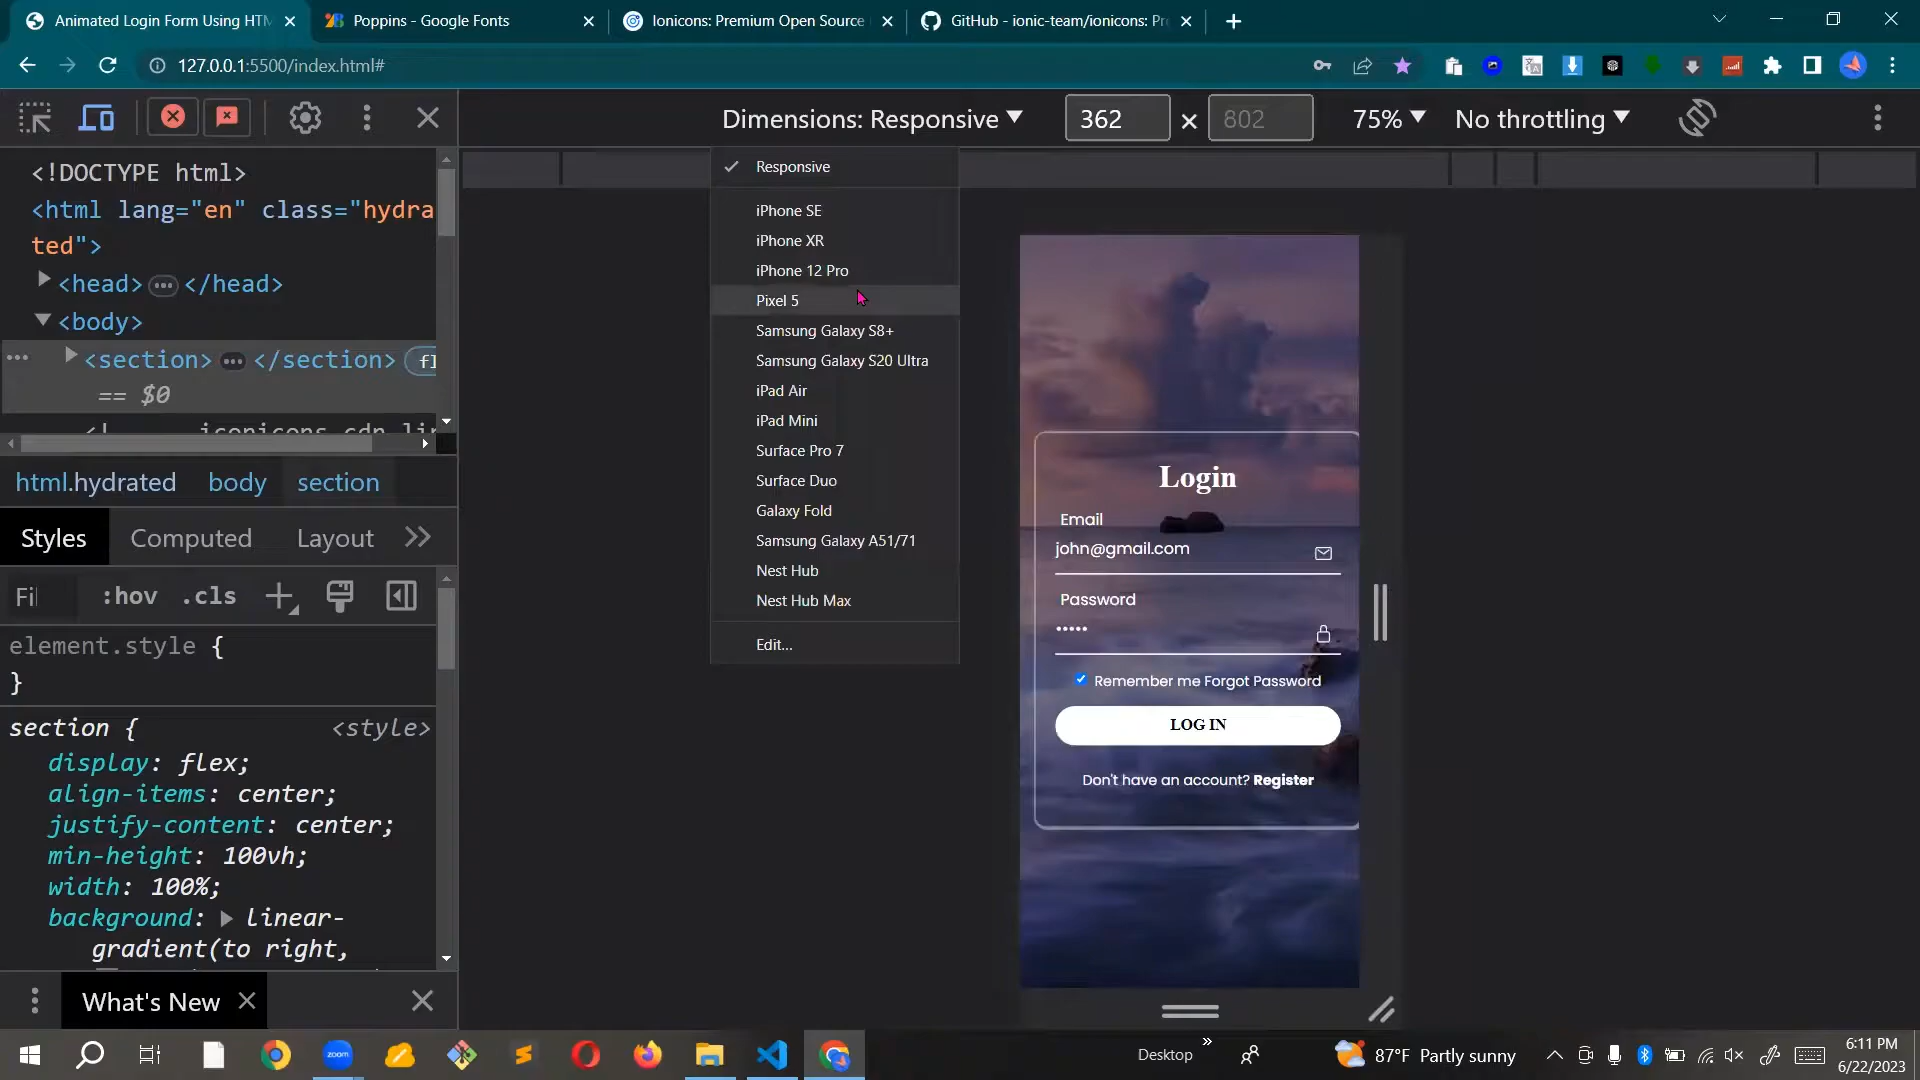 Animated Login Form Using HTM
Poppins - Google Fonts
Ionicons: Premium Open Source
GitHub - ionic-team/ionicons: Pr
127.0.0.1:5500/index.html#
Dimensions: Responsive
362 × 802
75%
No throttling
<!DOCTYPE html>
<html lang="en" class="hydra
ted">
<head> ... </head>
<body>
<section> ... </section>
== $0
Responsive
iPhone SE
iPhone XR
iPhone 12 Pro
Pixel 5
Samsung Galaxy S8+
Samsung Galaxy S20 Ultra
iPad Air
iPad Mini
Surface Pro 7
Surface Duo
Galaxy Fold
Samsung Galaxy A51/71
Nest Hub
Nest Hub Max
Edit...
html.hydrated body section
Styles Computed Layout
Fil :hov .cls
element.style {
}
section { <style>
display: flex;
align-items: center;
justify-content: center;
min-height: 100vh;
width: 100%;
background: linear-
gradient(to right,
What's New
Login
Email
john@gmail.com
Password
Remember me Forgot Password
LOG IN
Don't have an account? Register
zoom
Desktop
87°F Partly sunny
6:11 PM
6/22/2023